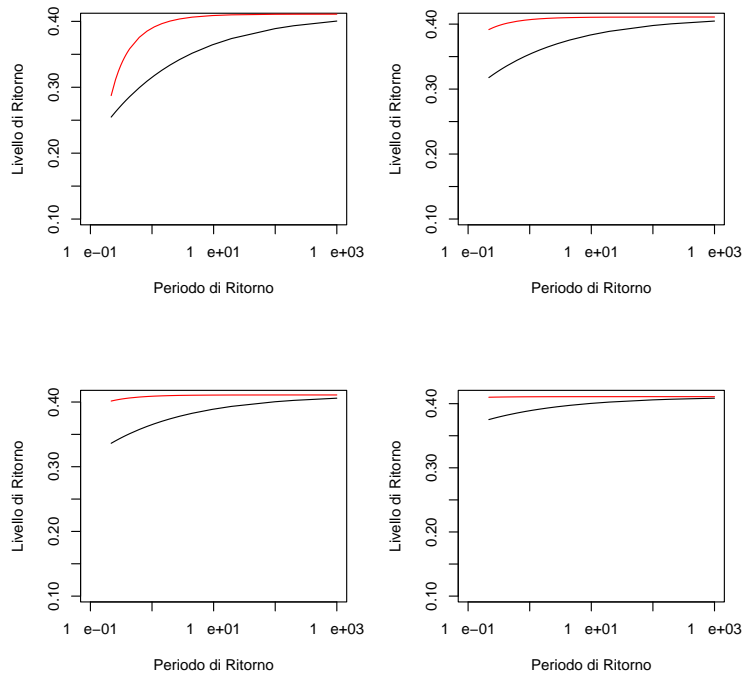 0.40
0.30
0.20
0.10
Livello di Ritorno
1 e−01
1 e+01
1 e+03
Periodo di Ritorno
0.40
0.30
0.20
0.10
Livello di Ritorno
1 e−01
1 e+01
1 e+03
Periodo di Ritorno
0.40
0.30
0.20
0.10
Livello di Ritorno
1 e−01
1 e+01
1 e+03
Periodo di Ritorno
0.40
0.30
0.20
0.10
Livello di Ritorno
1 e−01
1 e+01
1 e+03
Periodo di Ritorno